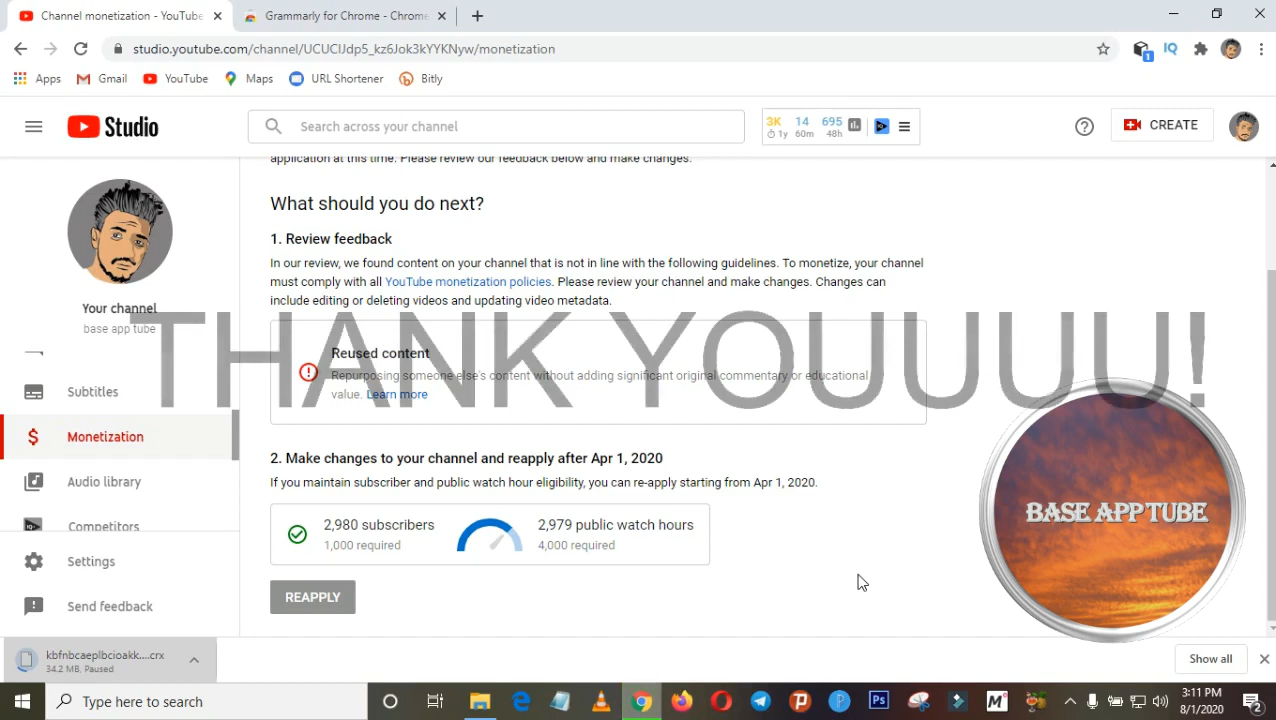 Channel monetization - YouTube
Grammarly for Chrome - Chrome
studio.youtube.com/channel/UCUCIJdp5_kz6Jok3kYYKNyw/monetization
IQ
1
Apps
Gmail
YouTube
Maps
URL Shortener
Bitly
Studio
Search across your channel
3K 14 695
1y 60m 48h
CREATE
application at this time. Please review our feedback below and make changes.
What should you do next?
1. Review feedback
In our review, we found content on your channel that is not in line with the following guidelines. To monetize, your channel
must comply with all YouTube monetization policies. Please review your channel and make changes. Changes can
include editing or deleting videos and updating video metadata.
Your channel
base app tube
THANK YOUUUUU!
Reused content
Repurposing someone else's content without adding significant original commentary or educational
value. Learn more
Subtitles
Monetization
Audio library
Competitors
Settings
Send feedback
2. Make changes to your channel and reapply after Apr 1, 2020
If you maintain subscriber and public watch hour eligibility, you can re-apply starting from Apr 1, 2020.
2,980 subscribers
1,000 required
2,979 public watch hours
4,000 required
REAPPLY
BASE APP TUBE
kbfnbcaeplbcioakk....crx
34.2 MB, Paused
Show all
Type here to search
Ps
3:11 PM
8/1/2020
2